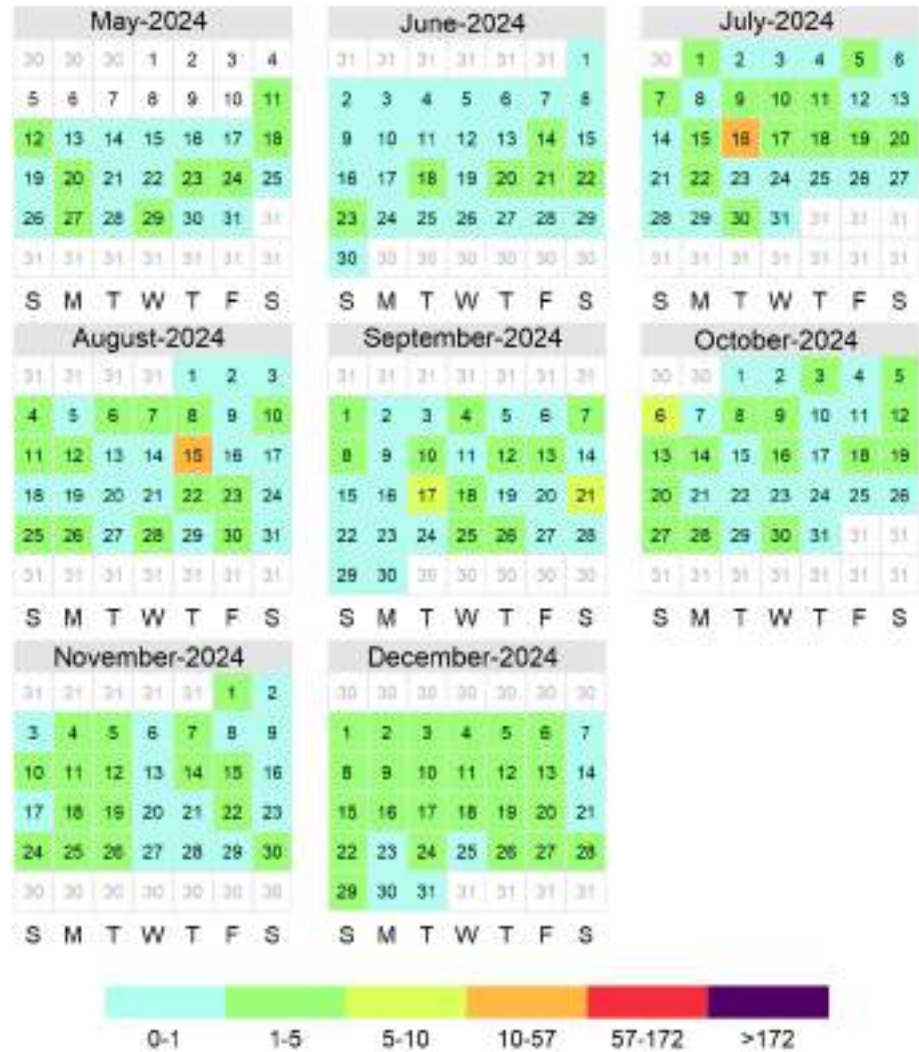 May-2024 June-2024 July-2024
30 30 30 1 2 3 4 31 31 31 31 31 31 1 30 1 2 3 4 5 6
5 6 7 8 9 10 11 2 3 4 5 6 7 8 7 8 9 10 11 12 13
12 13 14 15 16 17 18 9 10 11 12 13 14 15 14 15 16 17 18 19 20
19 20 21 22 23 24 25 16 17 18 19 20 21 22 21 22 23 24 25 26 27
26 27 28 29 30 31 31 23 24 25 26 27 28 29 28 29 30 31 31 31 31
31 31 31 31 31 31 31 30 30 30 30 30 30 30 31 31 31 31 31 31 31
S M T W T F S S M T W T F S S M T W T F S
August-2024 September-2024 October-2024
31 31 31 31 1 2 3 31 31 31 31 31 31 31 30 30 1 2 3 4 5
4 5 6 7 8 9 10 1 2 3 4 5 6 7 6 7 8 9 10 11 12
11 12 13 14 15 16 17 8 9 10 11 12 13 14 13 14 15 16 17 18 19
18 19 20 21 22 23 24 15 16 17 18 19 20 21 20 21 22 23 24 25 26
25 26 27 28 29 30 31 22 23 24 25 26 27 28 27 28 29 30 31 31 31
31 31 31 31 31 31 31 29 30 30 30 30 30 30 31 31 31 31 31 31 31
S M T W T F S S M T W T F S S M T W T F S
November-2024 December-2024
31 31 31 31 31 1 2 30 30 30 30 30 30 30
3 4 5 6 7 8 9 1 2 3 4 5 6 7
10 11 12 13 14 15 16 8 9 10 11 12 13 14
17 18 19 20 21 22 23 15 16 17 18 19 20 21
24 25 26 27 28 29 30 22 23 24 25 26 27 28
30 30 30 30 30 30 30 29 30 31 31 31 31 31
S M T W T F S S M T W T F S
0-1 1-5 5-10 10-57 57-172 >172